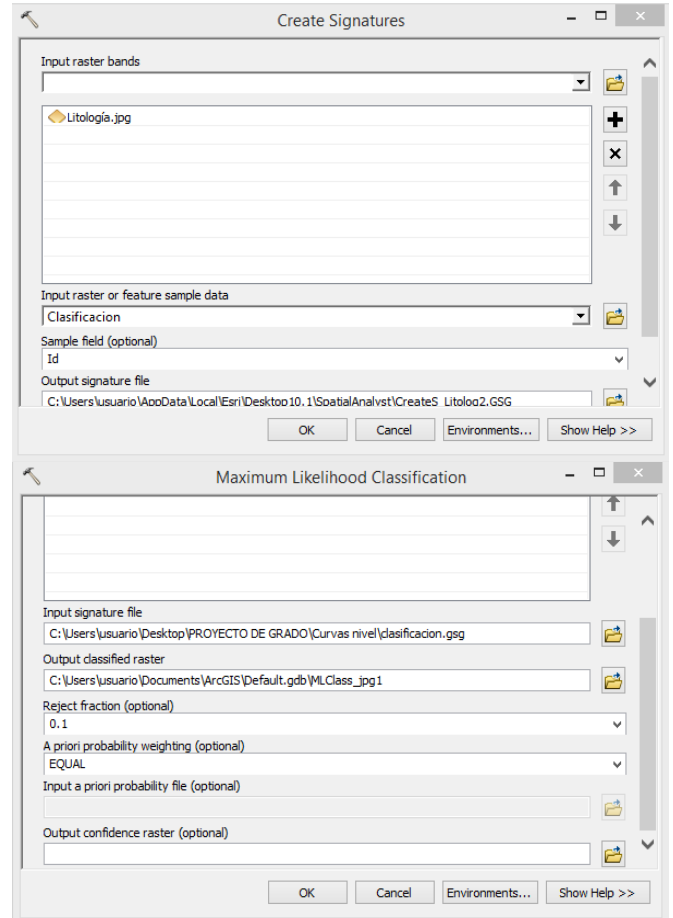 Create Signatures
Input raster bands
Litología.jpg
Input raster or feature sample data
Clasificacion
Sample field (optional)
Id
Output signature file
C:\Users\usuario\AppData\Local\Esri\Desktop10.1\SpatialAnalyst\CreateS_Litolog2.GSG
OK Cancel Environments... Show Help >>
Maximum Likelihood Classification
Input signature file
C:\Users\usuario\Desktop\PROYECTO DE GRADO\Curvas nivel\clasificacion.gsg
Output classified raster
C:\Users\usuario\Documents\ArcGIS\Default.gdb\MLClass_jpg1
Reject fraction (optional)
0.1
A priori probability weighting (optional)
EQUAL
Input a priori probability file (optional)
Output confidence raster (optional)
OK Cancel Environments... Show Help >>